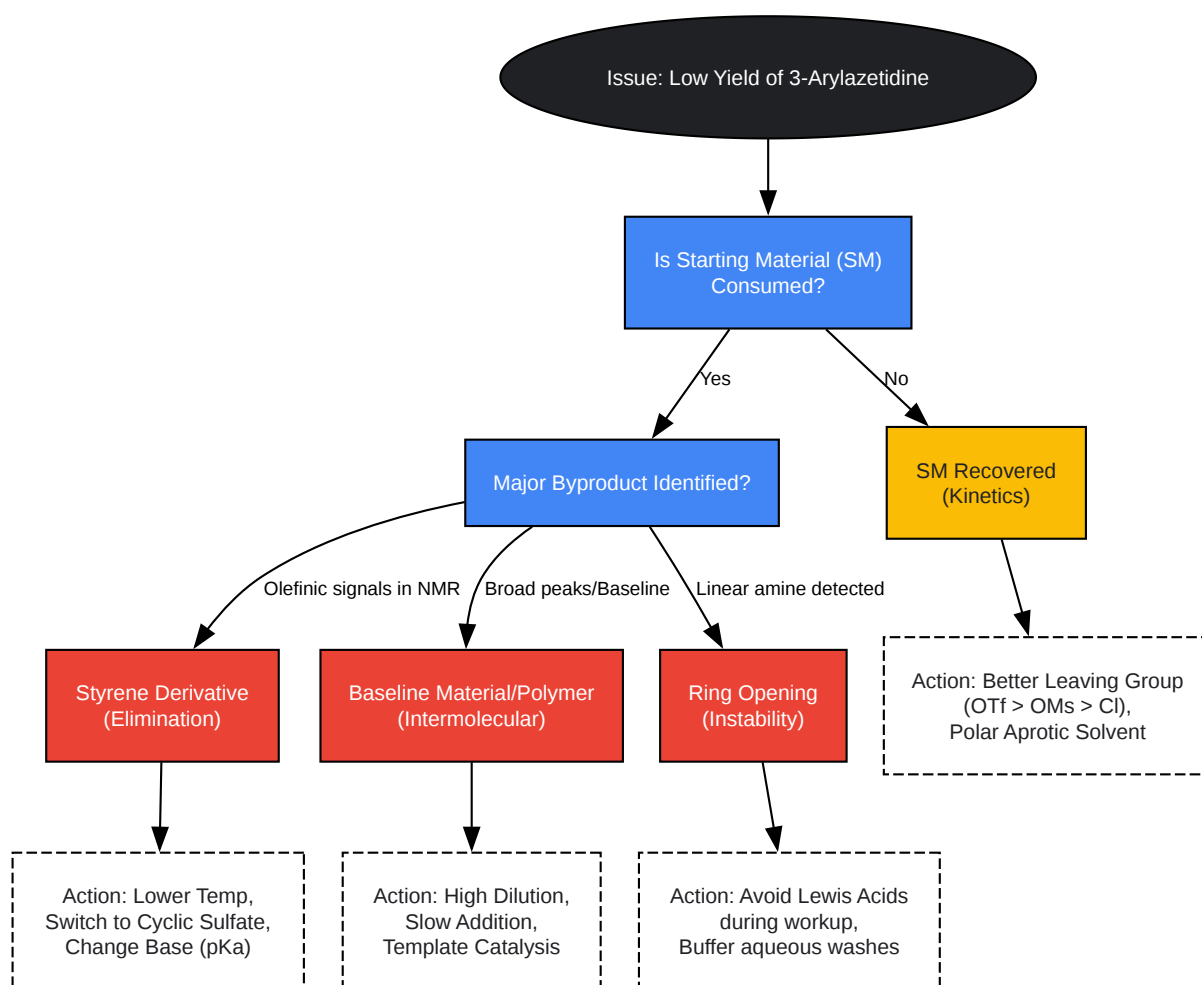 Issue: Low Yield of 3-Arylazetidine
Is Starting Material (SM)
Consumed?
Yes
No
Major Byproduct Identified?
SM Recovered
(Kinetics)
Olefinic signals in NMR
Broad peaks/Baseline
Linear amine detected
Styrene Derivative
(Elimination)
Baseline Material/Polymer
(Intermolecular)
Ring Opening
(Instability)
Action: Better Leaving Group
(OTf > OMs > Cl),
Polar Aprotic Solvent
Action: Lower Temp,
Switch to Cyclic Sulfate,
Change Base (pKa)
Action: High Dilution,
Slow Addition,
Template Catalysis
Action: Avoid Lewis Acids
during workup,
Buffer aqueous washes